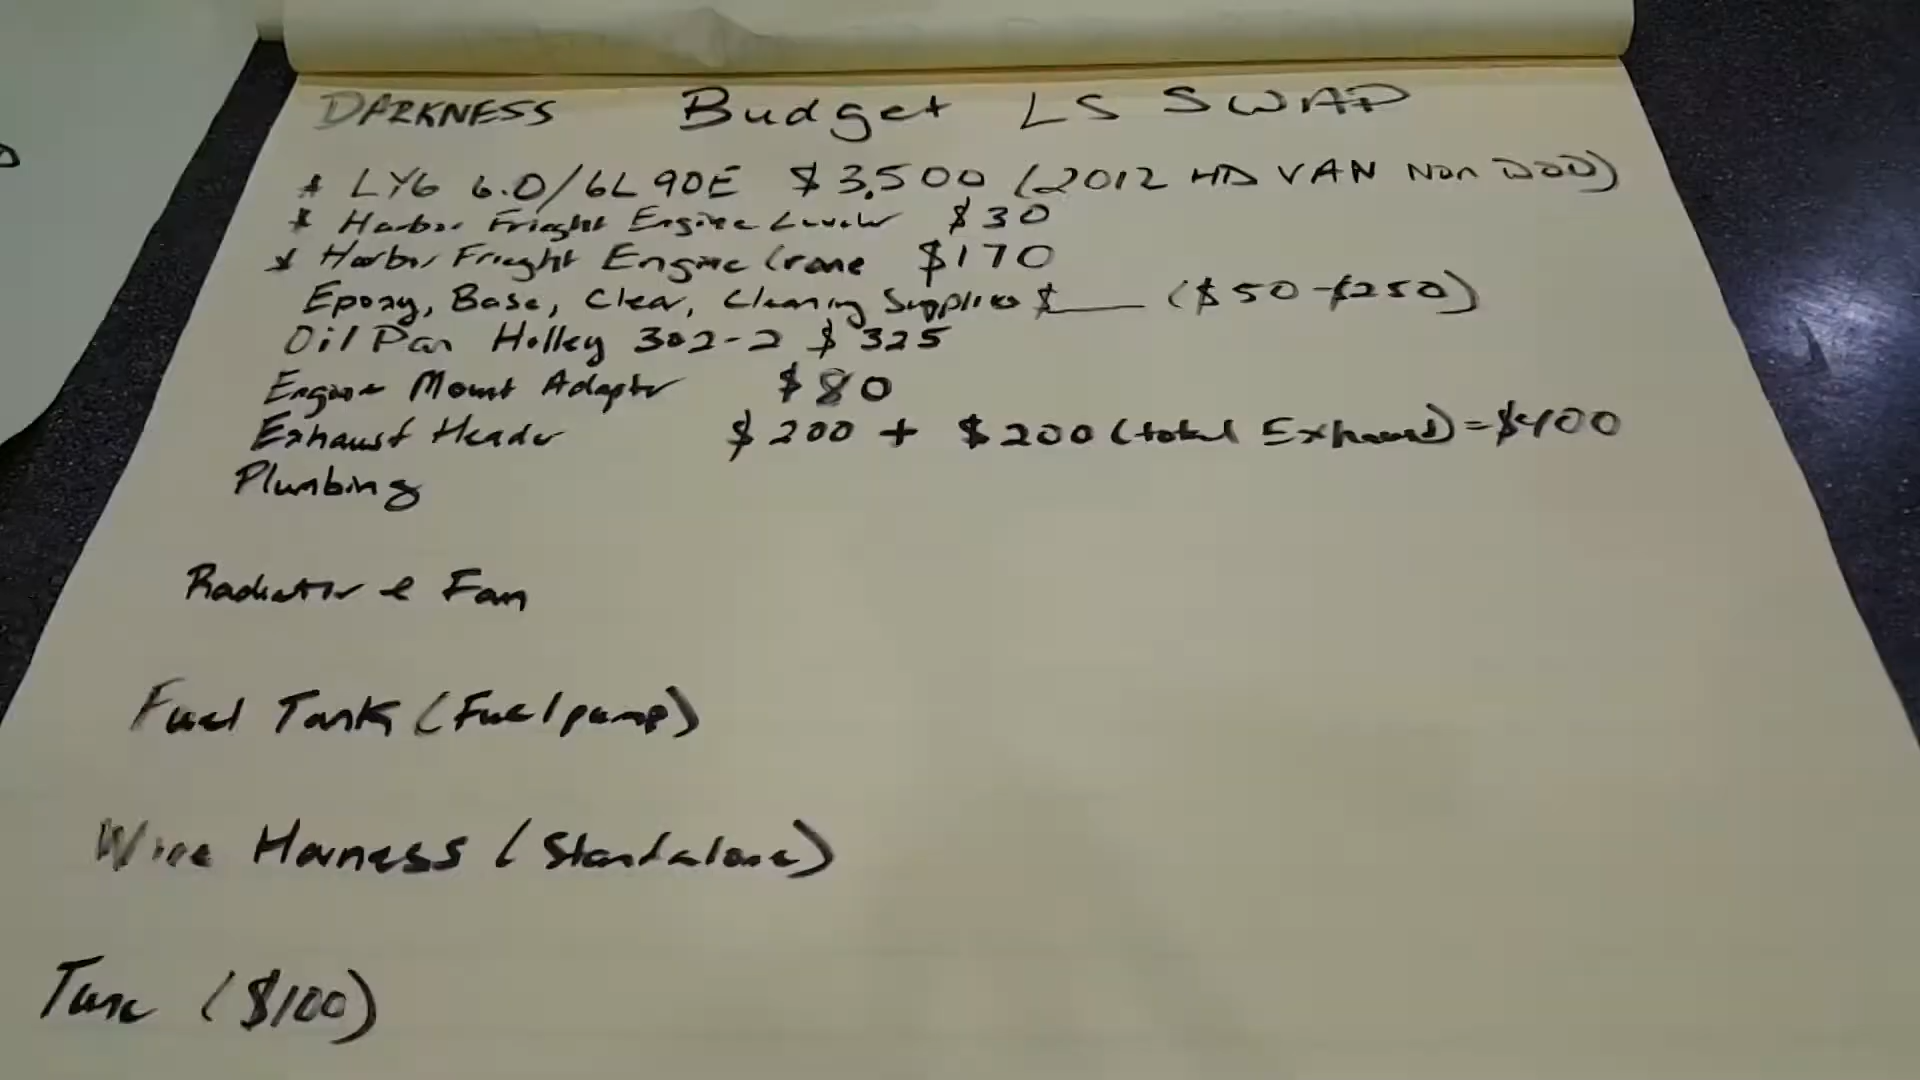 DARKNESS Budget LS SWAP
* LY6 6.0/6L90E $3,500 (2012 HD VAN Non DOD)
* Harbor Frieght Engine Leveler $30
* Harbor Frieght Engine Crane $170
Epoxy, Base, Clear, Cleaning Supplies $____ ($50-$250)
Oil Pan Holley 302-2 $325
Engine Mount Adapter $80
Exhaust Header $200 + $200 (total Exhaust) = $400
Plumbing
Radiator & Fan
Fuel Tank (Fuel pump)
Wire Harness (Standalone)
Tune ($100)